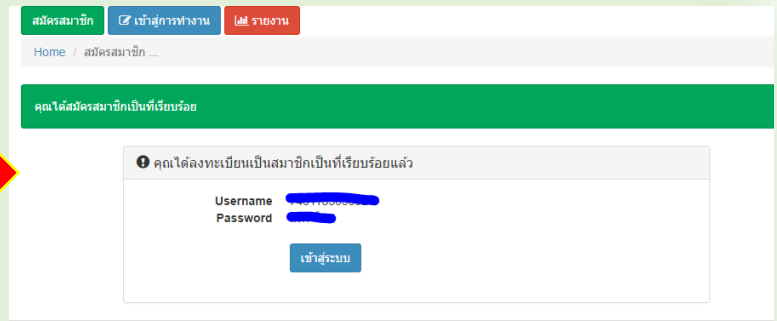 สมัครสมาชิก เข้าสู่การทำงาน รายงาน
Home / สมัครสมาชิก ...
คุณได้สมัครสมาชิกเป็นที่เรียบร้อย
คุณได้ลงทะเบียนเป็นสมาชิกเป็นที่เรียบร้อยแล้ว
Username
Password
เข้าสู่ระบบ